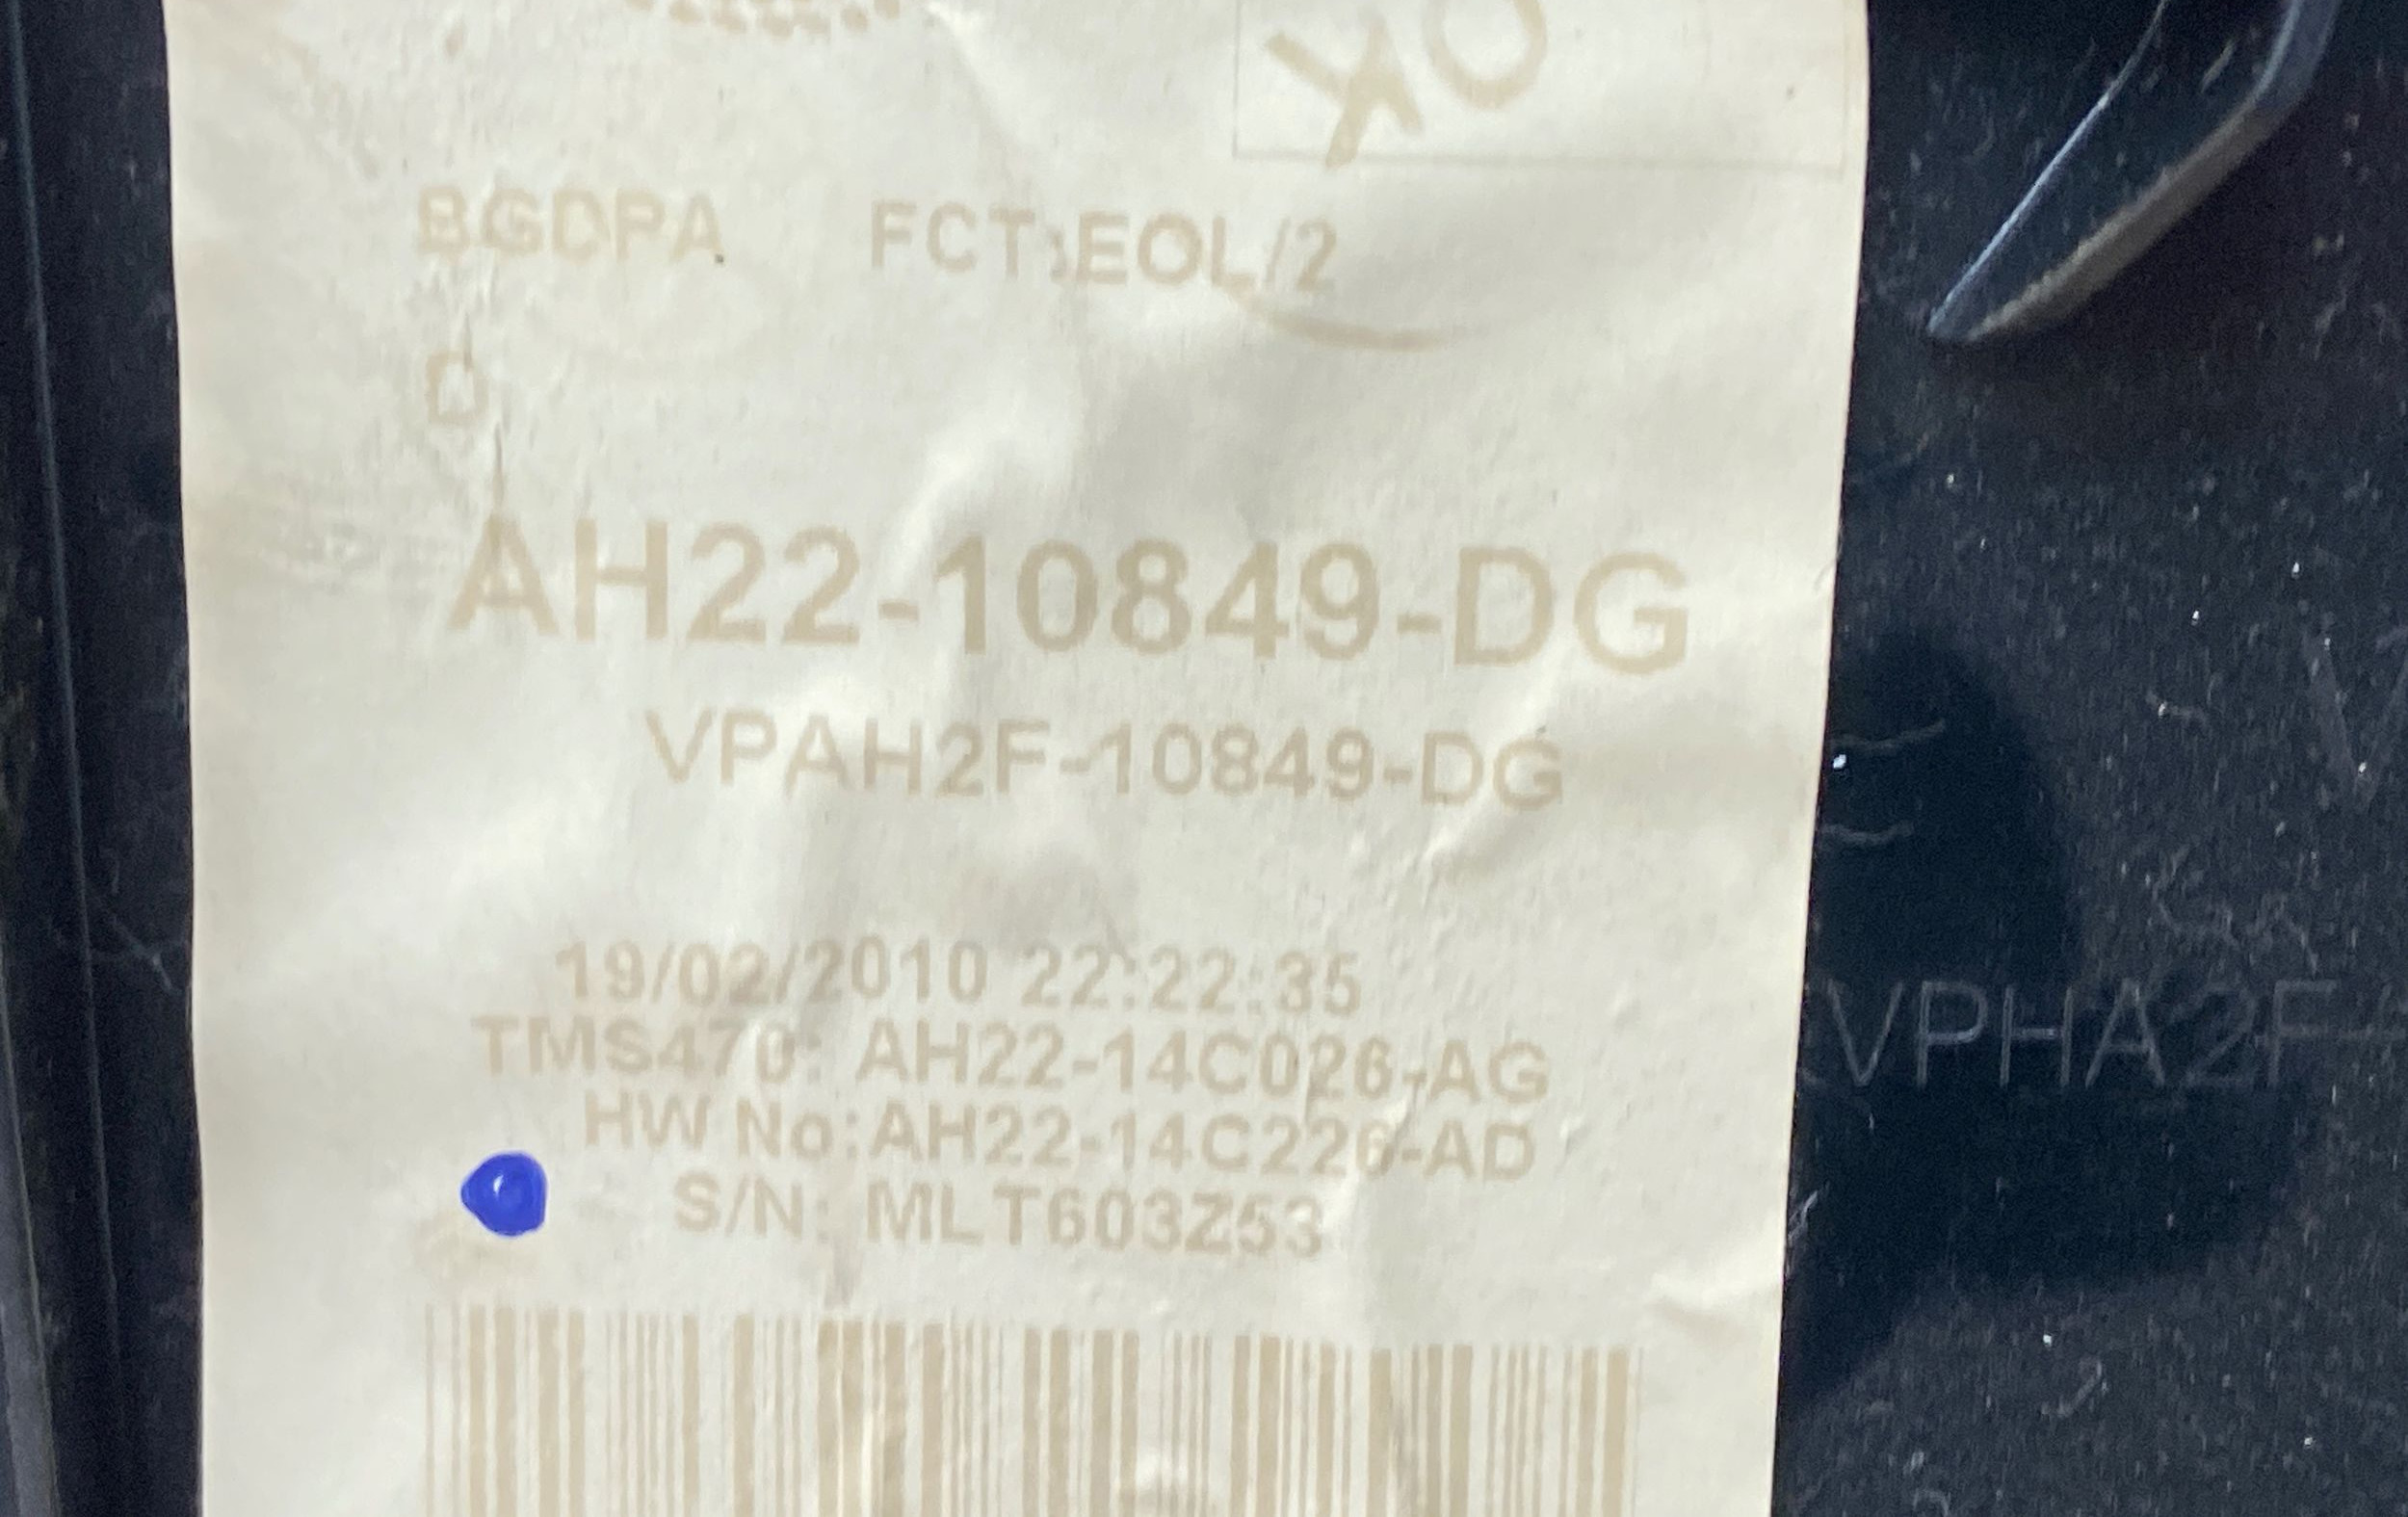 OK
BGDPA FCT:EOL/2
D
AH22-10849-DG
VPAH2F-10849-DG
19/02/2010 22:22:35
TMS470: AH22-14C026-AG
HW No:AH22-14C226-AD
S/N: MLT603Z53
VPHA2F-